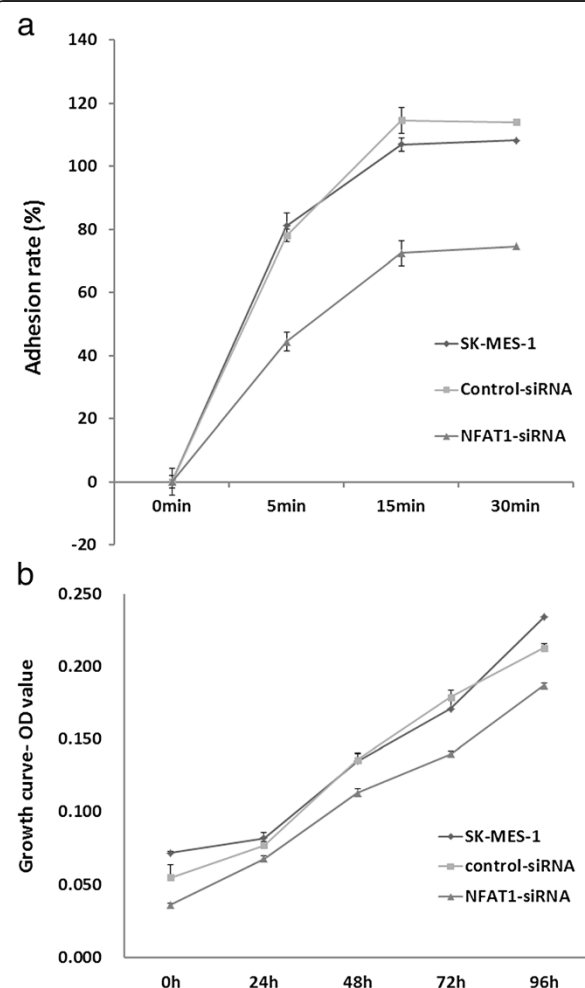 a
140
120
100
80
60
40
20
0
-20
Adhesion rate (%)
SK-MES-1
Control-siRNA
NFAT1-siRNA
0min 5min 15min 30min
b
0.250
0.200
0.150
0.100
0.050
0.000
Growth curve- OD value
SK-MES-1
control-siRNA
NFAT1-siRNA
0h 24h 48h 72h 96h